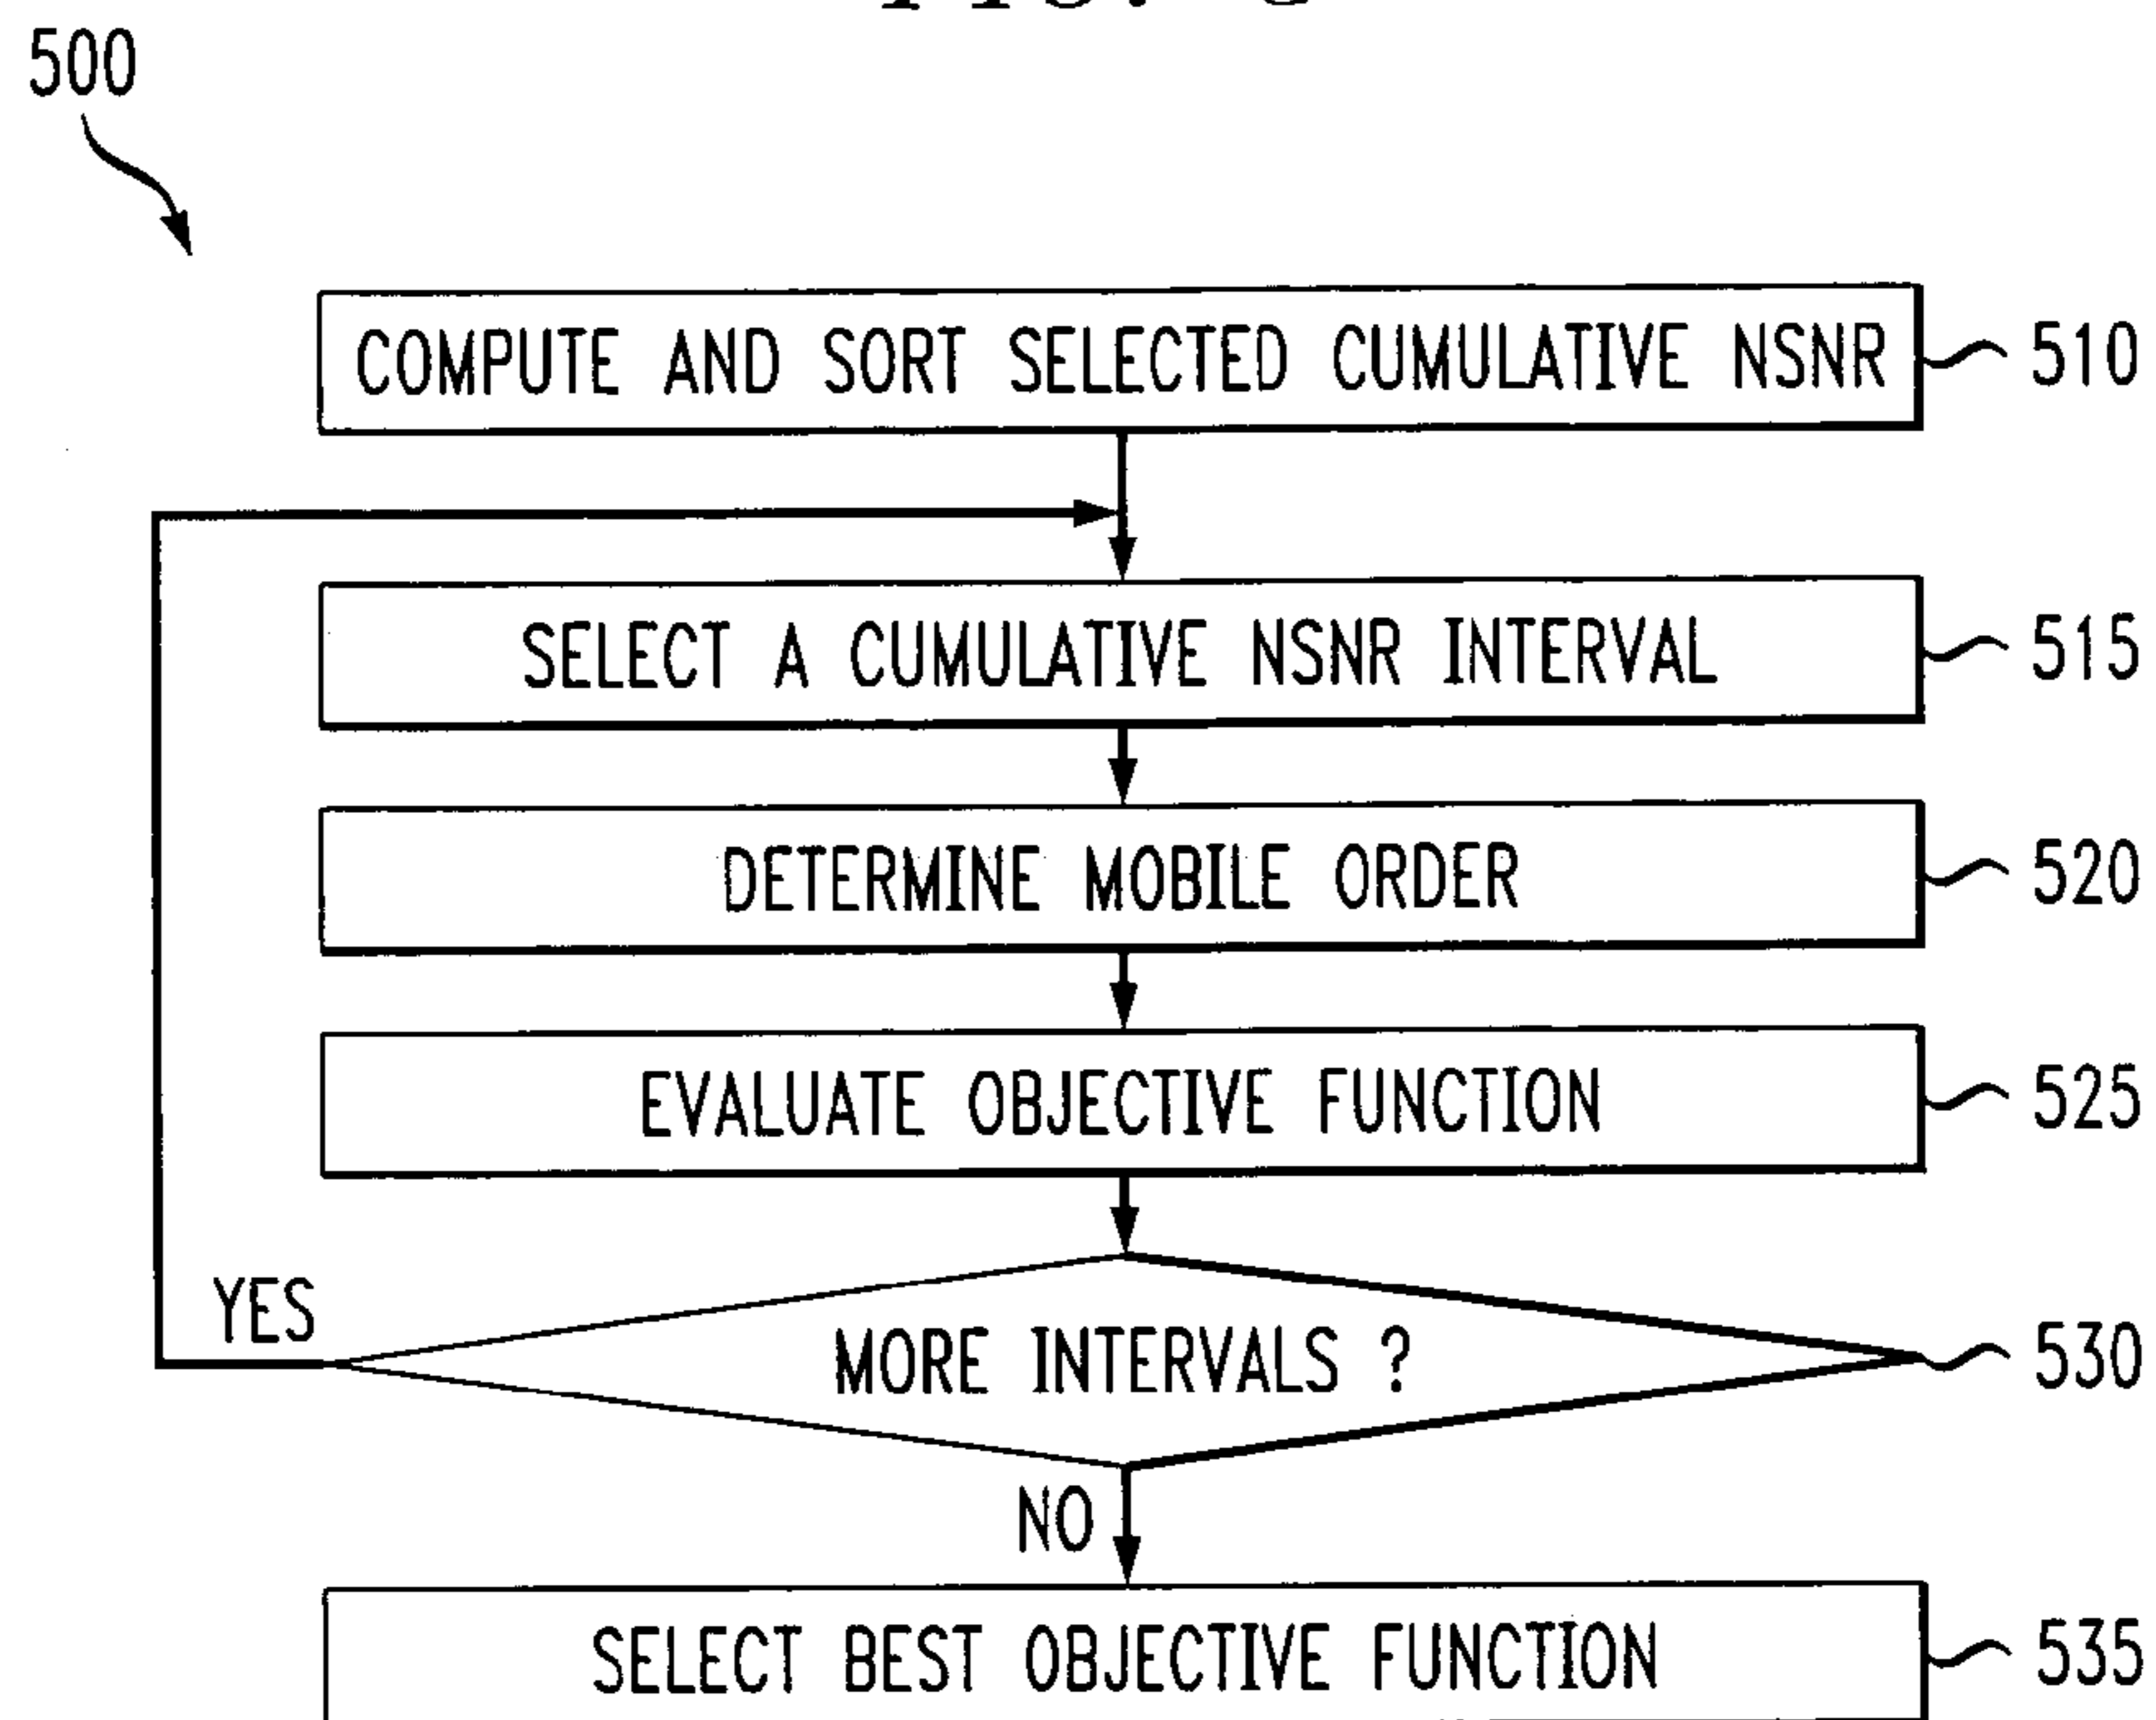 500
COMPUTE AND SORT SELECTED CUMULATIVE NSNR 510
SELECT A CUMULATIVE NSNR INTERVAL 515
DETERMINE MOBILE ORDER 520
EVALUATE OBJECTIVE FUNCTION 525
YES
MORE INTERVALS ? 530
NO
SELECT BEST OBJECTIVE FUNCTION 535